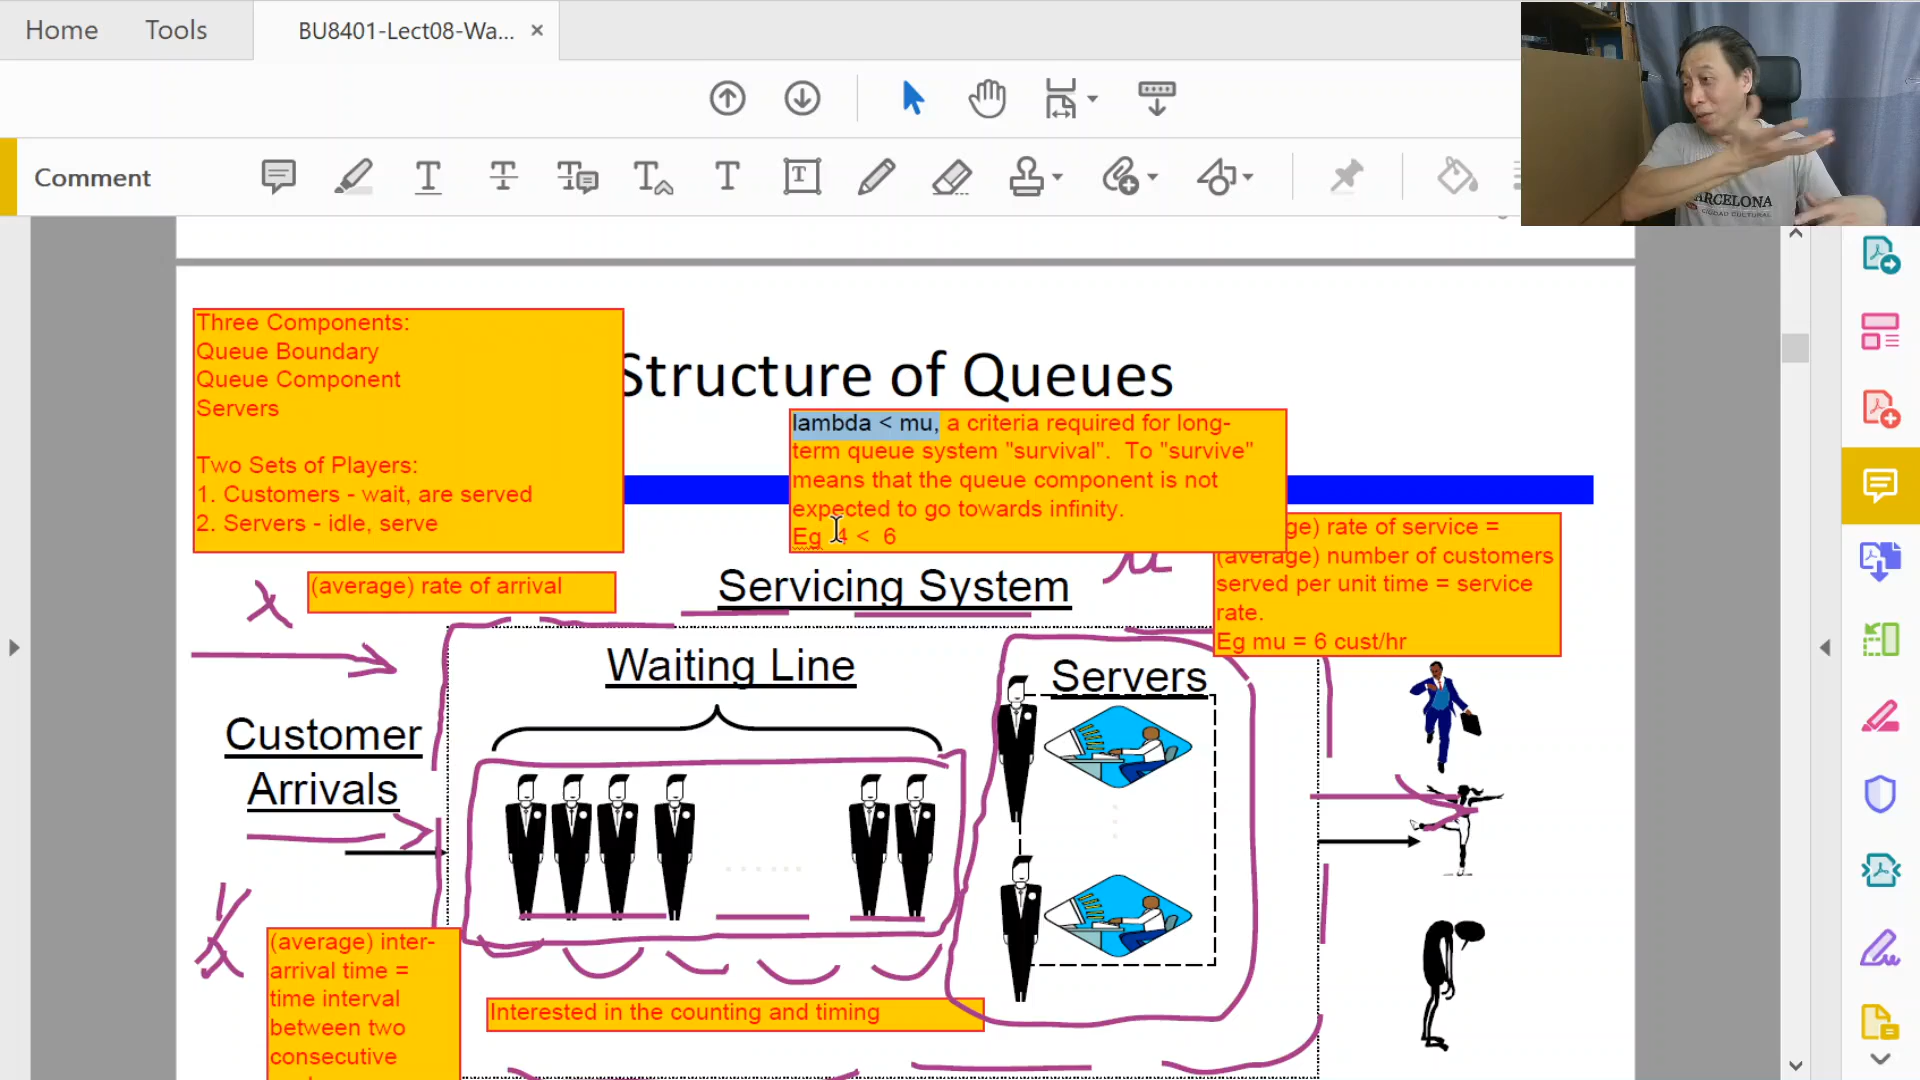 Home
Tools
BU8401-Lect08-Wa...
Comment
ARCELONA
CIUDAD CULTURAL
Three Components:
Queue Boundary
Queue Component
Servers
Two Sets of Players:
1. Customers - wait, are served
2. Servers - idle, serve
Structure of Queues
lambda < mu, a criteria required for long-
term queue system "survival". To "survive"
means that the queue component is not
expected to go towards infinity.
Eg 4 < 6
ge) rate of service =
(average) number of customers
served per unit time = service
rate.
Eg mu = 6 cust/hr
λ
(average) rate of arrival
Servicing System
μ
Waiting Line
Servers
Customer
Arrivals
1/λ
(average) inter-
arrival time =
time interval
between two
consecutive
Interested in the counting and timing